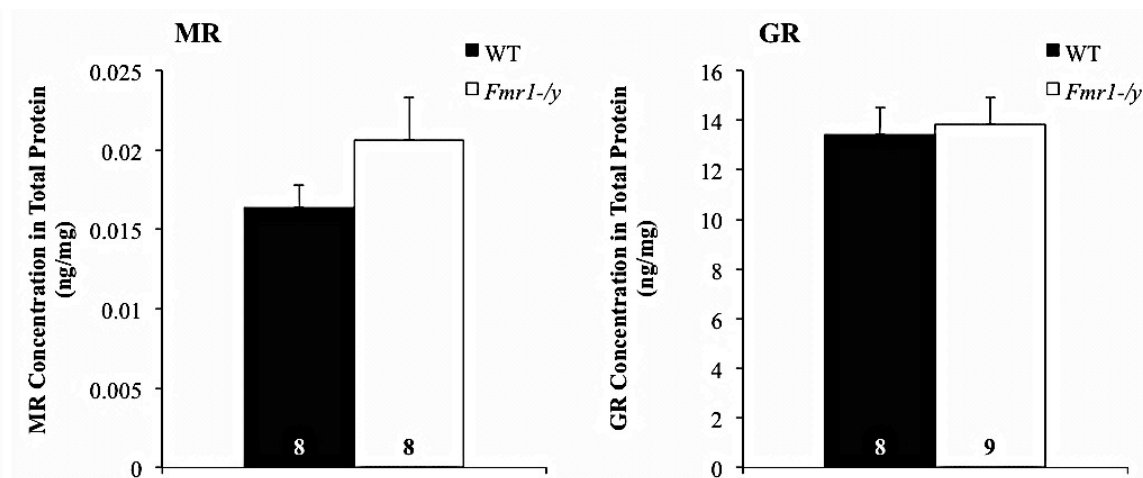 MR
WT
Fmr1-/y
MR Concentration in Total Protein
(ng/mg)
0.025
0.02
0.015
0.01
0.005
0
8
8
GR
WT
Fmr1-/y
GR Concentration in Total Protein
(ng/mg)
16
14
12
10
8
6
4
2
0
8
9